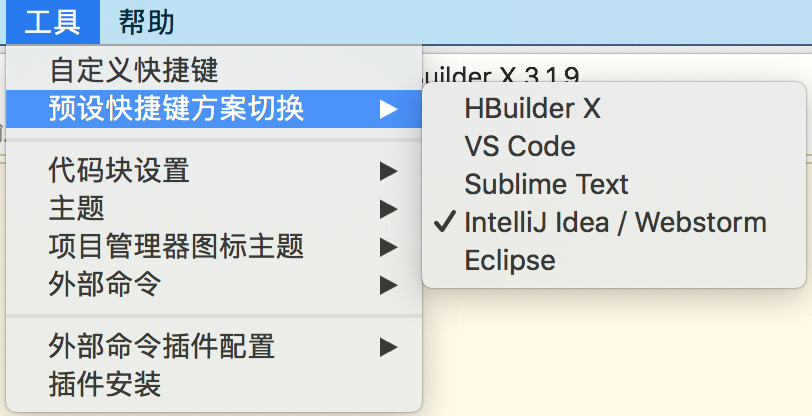 工具 帮助
uilder X 3.1.9
自定义快捷键
预设快捷键方案切换
代码块设置
主题
项目管理器图标主题
外部命令
外部命令插件配置
插件安装
HBuilder X
VS Code
Sublime Text
IntelliJ Idea / Webstorm
Eclipse